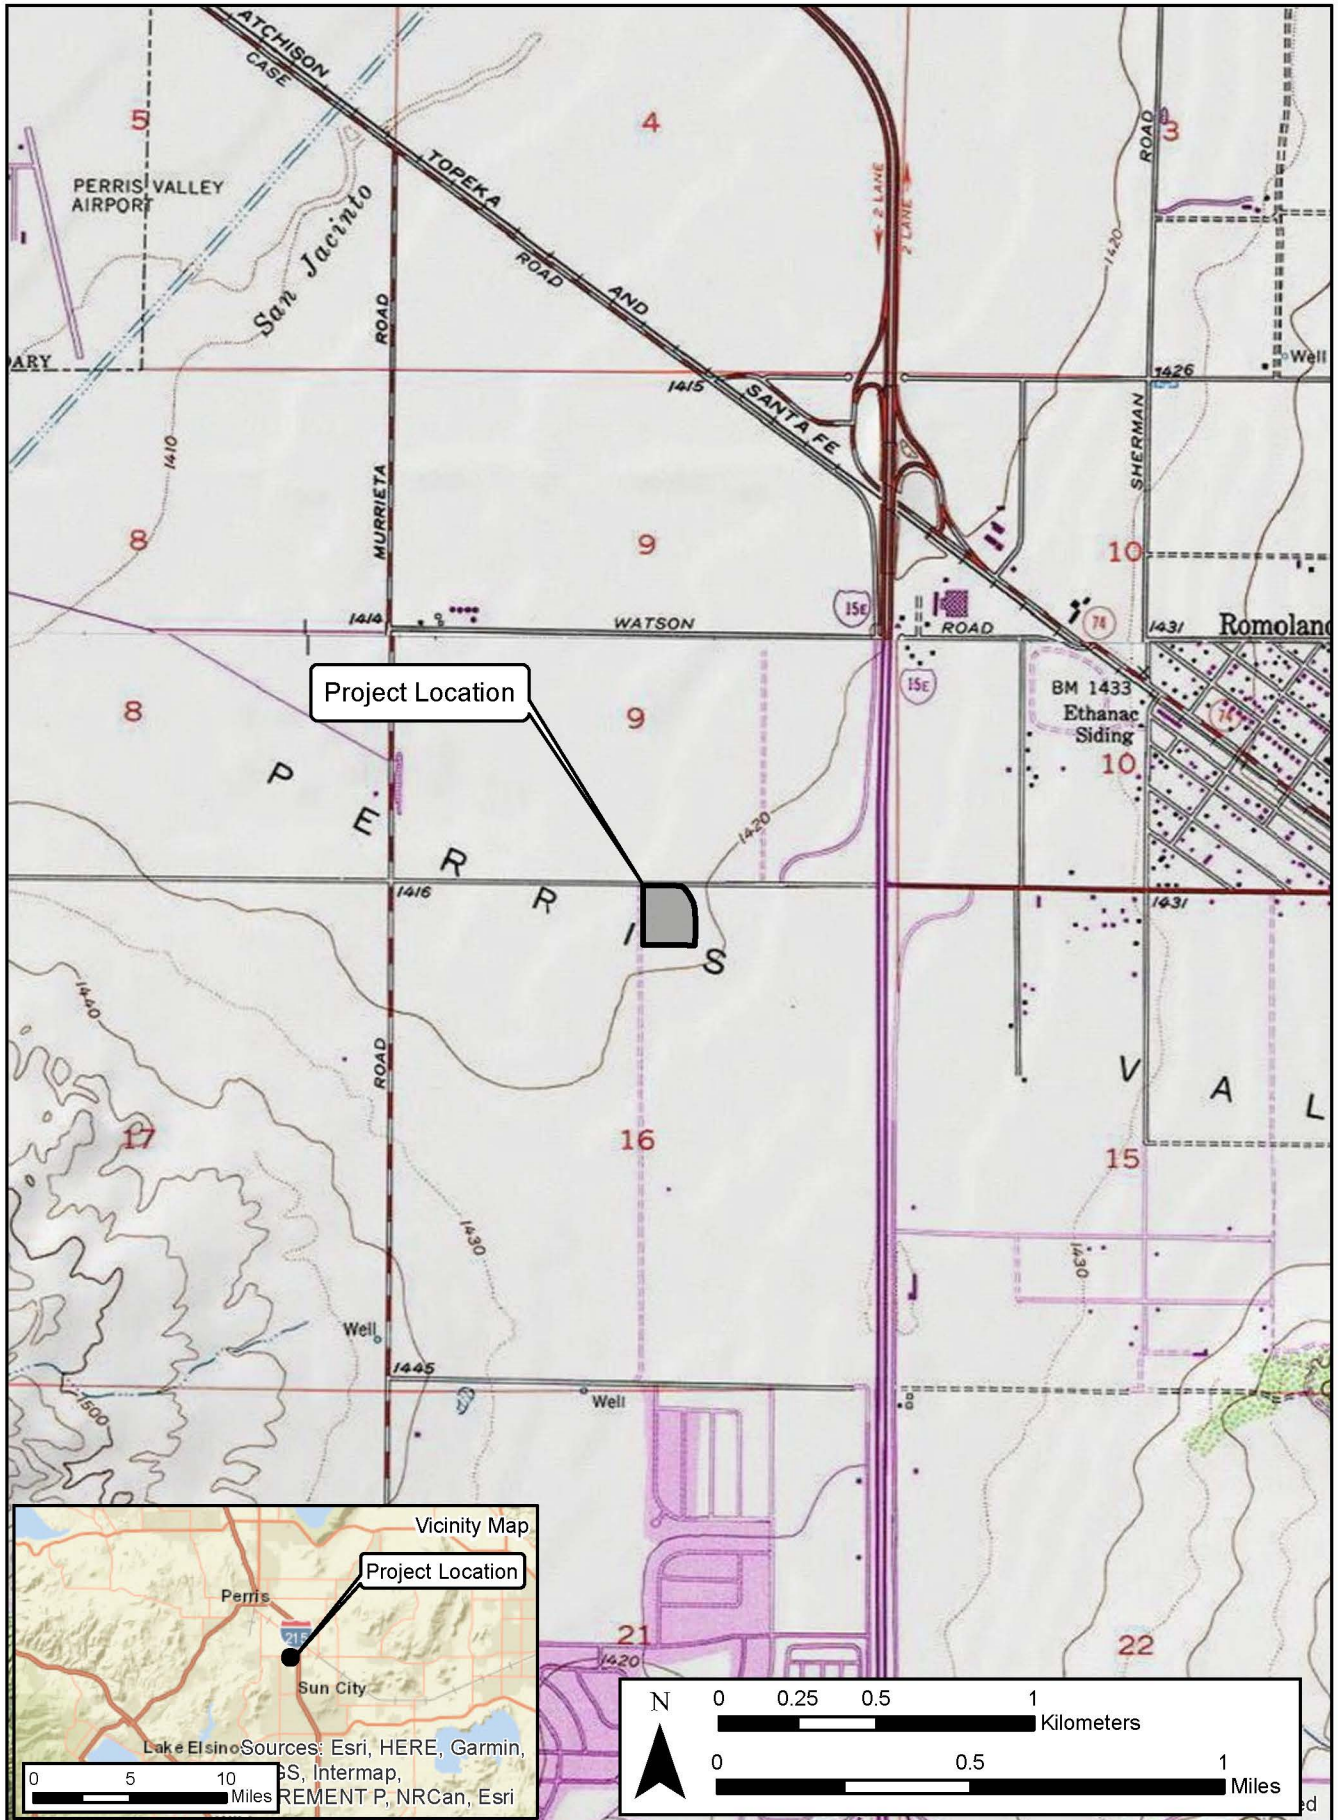 ATCHISON
CASE
5
4
3
ROAD
TOPEKA
PERRIS VALLEY
AIRPORT
2 LANE
2 LANE
San Jacinto
1420
ROAD
AND
ROAD
DARY
Well
1426
1415
SANTA FE
SHERMAN
1410
MURRIETA
8
9
10
15E
74
1414
WATSON
ROAD
1431
Romoland
Project Location
15E
BM 1433
8
9
Ethanac
Siding
74
10
P
E
R
R
I
S
1420
1416
1431
1440
ROAD
V
A
L
17
16
15
1430
1430
Well
1445
Well
1500
21
1420
22
Vicinity Map
Project Location
Perris
215
Sun City
Lake Elsino
Sources: Esri, HERE, Garmin,
GS, Intermap,
REMENT P, NRCan, Esri
0 5 10
Miles
N
0 0.25 0.5 1
Kilometers
0 0.5 1
Miles
ed